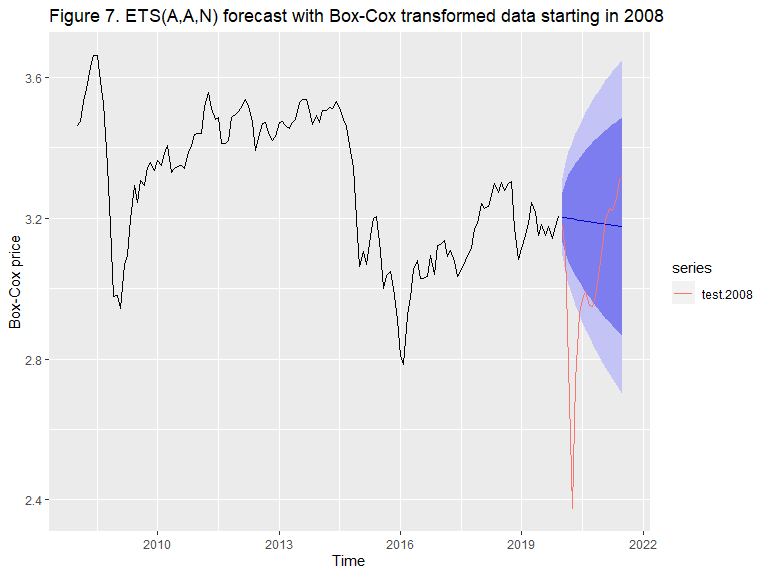 Figure 7. ETS(A,A,N) forecast with Box-Cox transformed data starting in 2008
3.6
3.2
2.8
2.4
Box-Cox price
2010
2013
2016
2019
2022
Time
series
test.2008